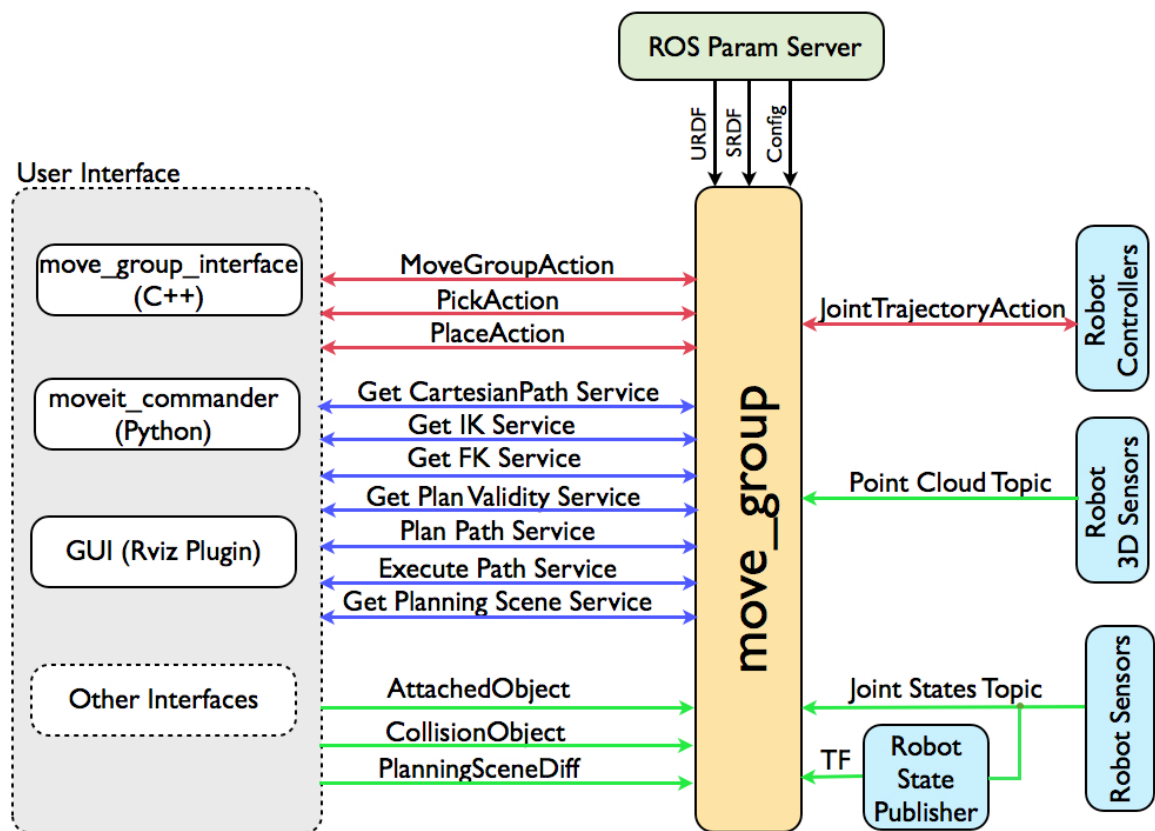 ROS Param Server
URDF
SRDF
Config
User Interface
move_group_interface
(C++)
moveit_commander
(Python)
GUI (Rviz Plugin)
Other Interfaces
MoveGroupAction
PickAction
PlaceAction
Get CartesianPath Service
Get IK Service
Get FK Service
Get Plan Validity Service
Plan Path Service
Execute Path Service
Get Planning Scene Service
AttachedObject
CollisionObject
PlanningSceneDiff
move_group
JointTrajectoryAction
Robot
Controllers
Point Cloud Topic
Robot
3D Sensors
Joint States Topic
Robot Sensors
TF
Robot
State
Publisher